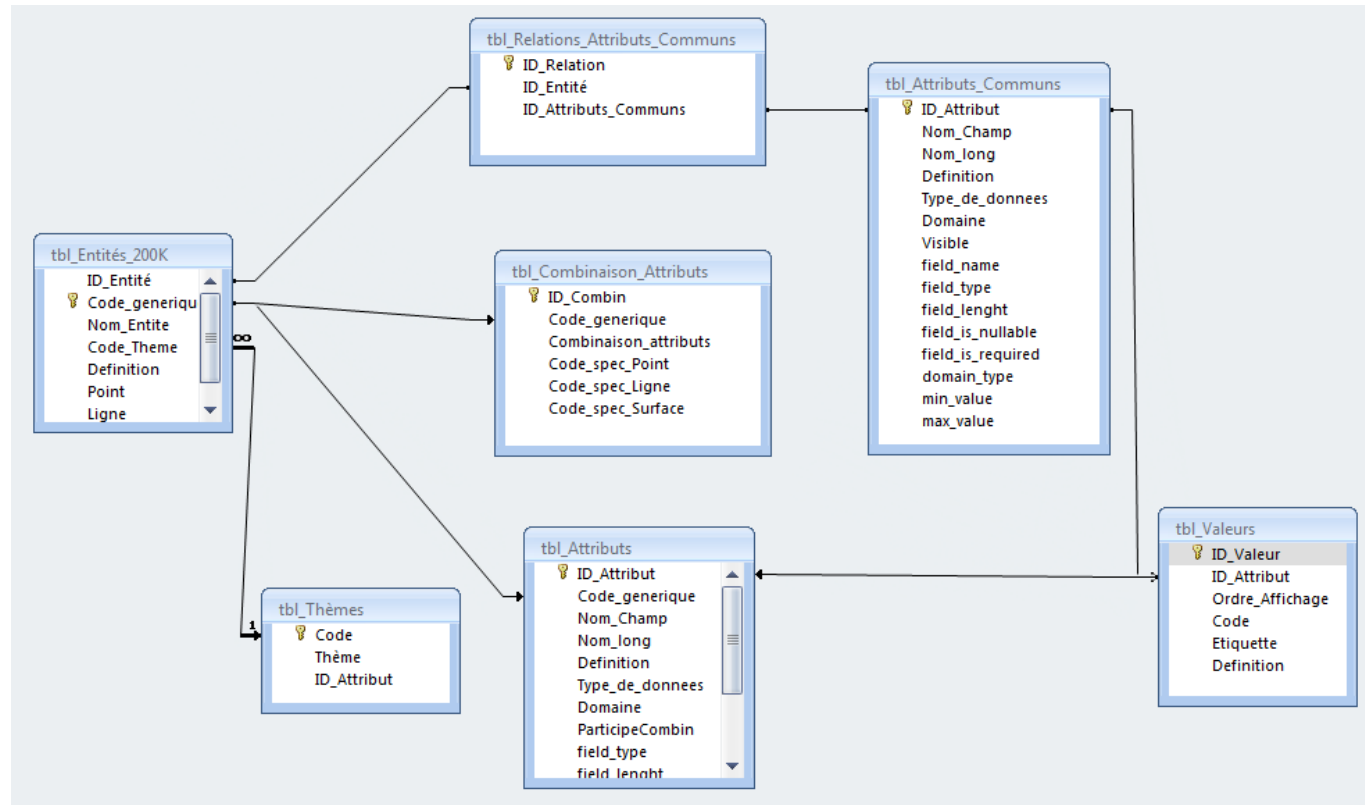 tbl_Relations_Attributs_Communs
ID_Relation
ID_Entité
ID_Attributs_Communs
tbl_Attributs_Communs
ID_Attribut
Nom_Champ
Nom_long
Definition
Type_de_donnees
Domaine
Visible
field_name
field_type
field_lenght
field_is_nullable
field_is_required
domain_type
min_value
max_value
tbl_Entités_200K
ID_Entité
Code_generiqu
Nom_Entite
Code_Theme
Definition
Point
Ligne
∞
tbl_Combinaison_Attributs
ID_Combin
Code_generique
Combinaison_attributs
Code_spec_Point
Code_spec_Ligne
Code_spec_Surface
1
tbl_Thèmes
Code
Thème
ID_Attribut
tbl_Attributs
ID_Attribut
Code_generique
Nom_Champ
Nom_long
Definition
Type_de_donnees
Domaine
ParticipeCombin
field_type
field_lenght
tbl_Valeurs
ID_Valeur
ID_Attribut
Ordre_Affichage
Code
Etiquette
Definition